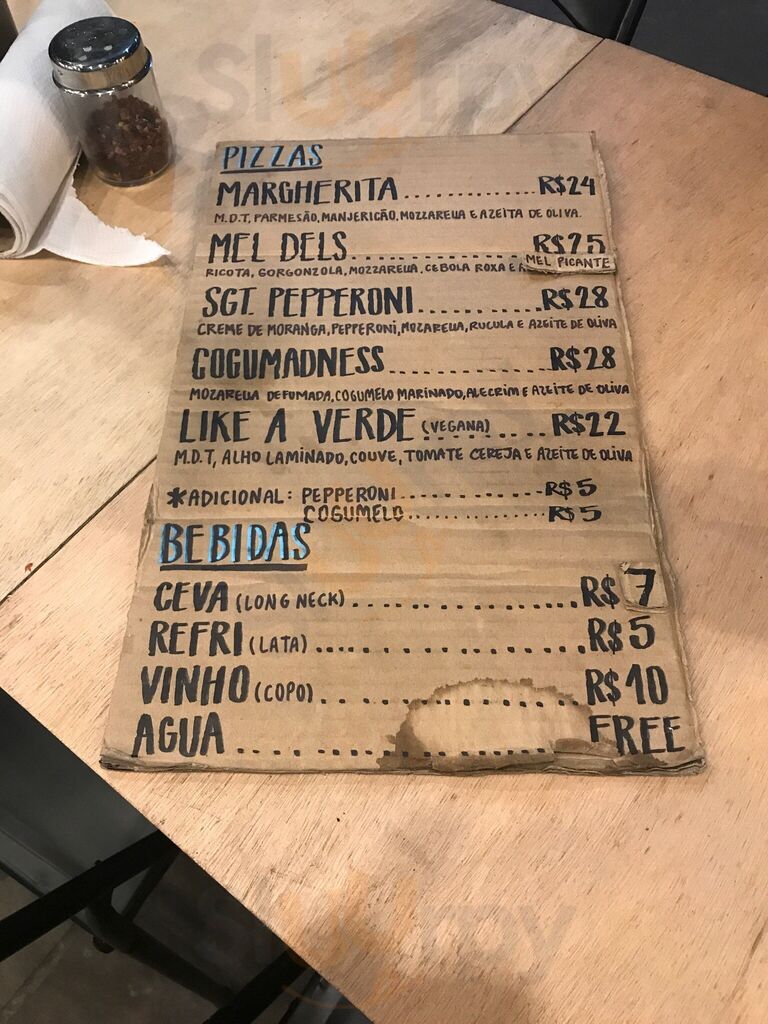 PIZZAS
MARGHERITA..............R$24
M.D.T, PARMESÃO, MANJERICÃO, MOZZARELLA E AZEITA DE OLIVA.
MEL DELS..................R$25
RICOTA, GORGONZOLA, MOZZARELLA, CEBOLA ROXA E MEL PICANTE
SGT. PEPPERONI............R$28
CREME DE MORANGA, PEPPERONI, MOZARELLA, RUCULA E AZEITE DE OLIVA
COGUMADNESS...............R$28
MOZARELLA DEFUMADA, COGUMELO MARINADO, ALECRIM E AZEITE DE OLIVA
LIKE A VERDE (VEGANA)..........R$22
M.D.T, ALHO LAMINADO, COUVE, TOMATE CEREJA E AZEITE DE OLIVA
*ADICIONAL: PEPPERONI..............R$5
COGUMELO..............R$5
BEBIDAS
CEVA (LONG NECK)...............R$ 7
REFRI (LATA)................R$5
VINHO (COPO)................R$10
AGUA..................FREE